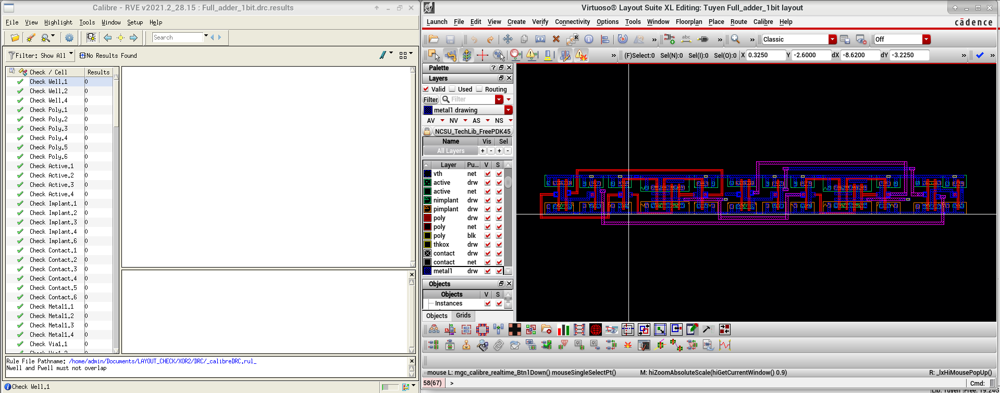 Calibre - RVE v2021.2_28.15 : Full_adder_1bit.drc.results
File View Highlight Tools Window Setup Help
Search
Filter: Show All No Results Found
Check / Cell Results
Check Well.1 0
Check Well.2 0
Check Well.4 0
Check Poly.1 0
Check Poly.2 0
Check Poly.3 0
Check Poly.4 0
Check Poly.5 0
Check Poly.6 0
Check Active.1 0
Check Active.2 0
Check Active.3 0
Check Active.4 0
Check Implant.1 0
Check Implant.2 0
Check Implant.3 0
Check Implant.4 0
Check Implant.6 0
Check Contact.1 0
Check Contact.2 0
Check Contact.3 0
Check Contact.4 0
Check Contact.5 0
Check Contact.6 0
Check Metal1.1 0
Check Metal1.2 0
Check Metal1.3 0
Check Metal1.4 0
Check Via1.1 0
Rule File Pathname: /home/admin/Documents/LAYOUT_CHECK/XOR2/DRC/_calibreDRC.rul_
Nwell and Pwell must not overlap
Check Well.1
Virtuoso® Layout Suite XL Editing: Tuyen Full_adder_1bit layout
Launch File Edit View Create Verify Connectivity Options Tools Window Floorplan Place Route Calibre Help
cādence
abc Classic Off
(F)Select:0 Sel(N):0 Sel(I):0 Sel(O):0 X 0.3250 Y -2.6000 dX -8.6200 dY -3.2250
Palette
Layers
Valid Used Routing
Filter Filter
metal1 drawing
AV NV AS NS
NCSU_TechLib_FreePDK45
Name Vis Sel
All Layers + - + -
Layer Pu... V S
vth net
active drw
active net
nimplant drw
pimplant drw
poly drw
poly net
poly blk
thkox drw
contact drw
contact net
metal1 drw
Objects
Objects V S
Instances
Objects Grids
mouse L: mgc_calibre_realtime_Btn1Down() mouseSingleSelectPt() M: hiZoomAbsoluteScale(hiGetCurrentWindow() 0.9) R: _lxHiMousePopUp()
58(67) > Cmd:
Lib: Tuyen Free: 19.24G